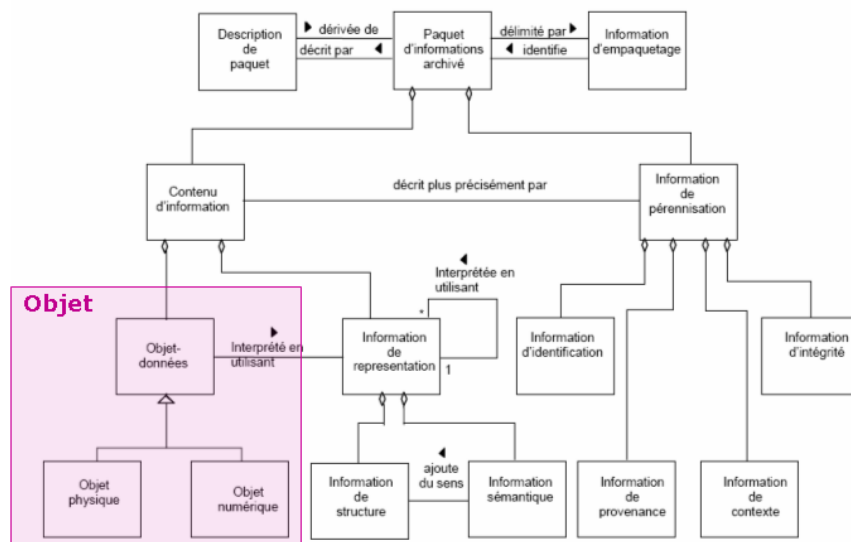 Description
de
paquet
dérivée de
décrit par
Paquet
d'informations
archivé
délimité par
identifie
Information
d'empaquetage
Contenu
d'information
décrit plus précisément par
Information
de
pérennisation
Objet
Objet-
données
Interprété en
utilisant
Interprétée en
utilisant
*
Information
de
representation
1
Information
d'identification
Information
d'intégrité
Objet
physique
Objet
numérique
Information
de
structure
ajoute
du sens
Information
sémantique
Information
de
provenance
Information
de
contexte